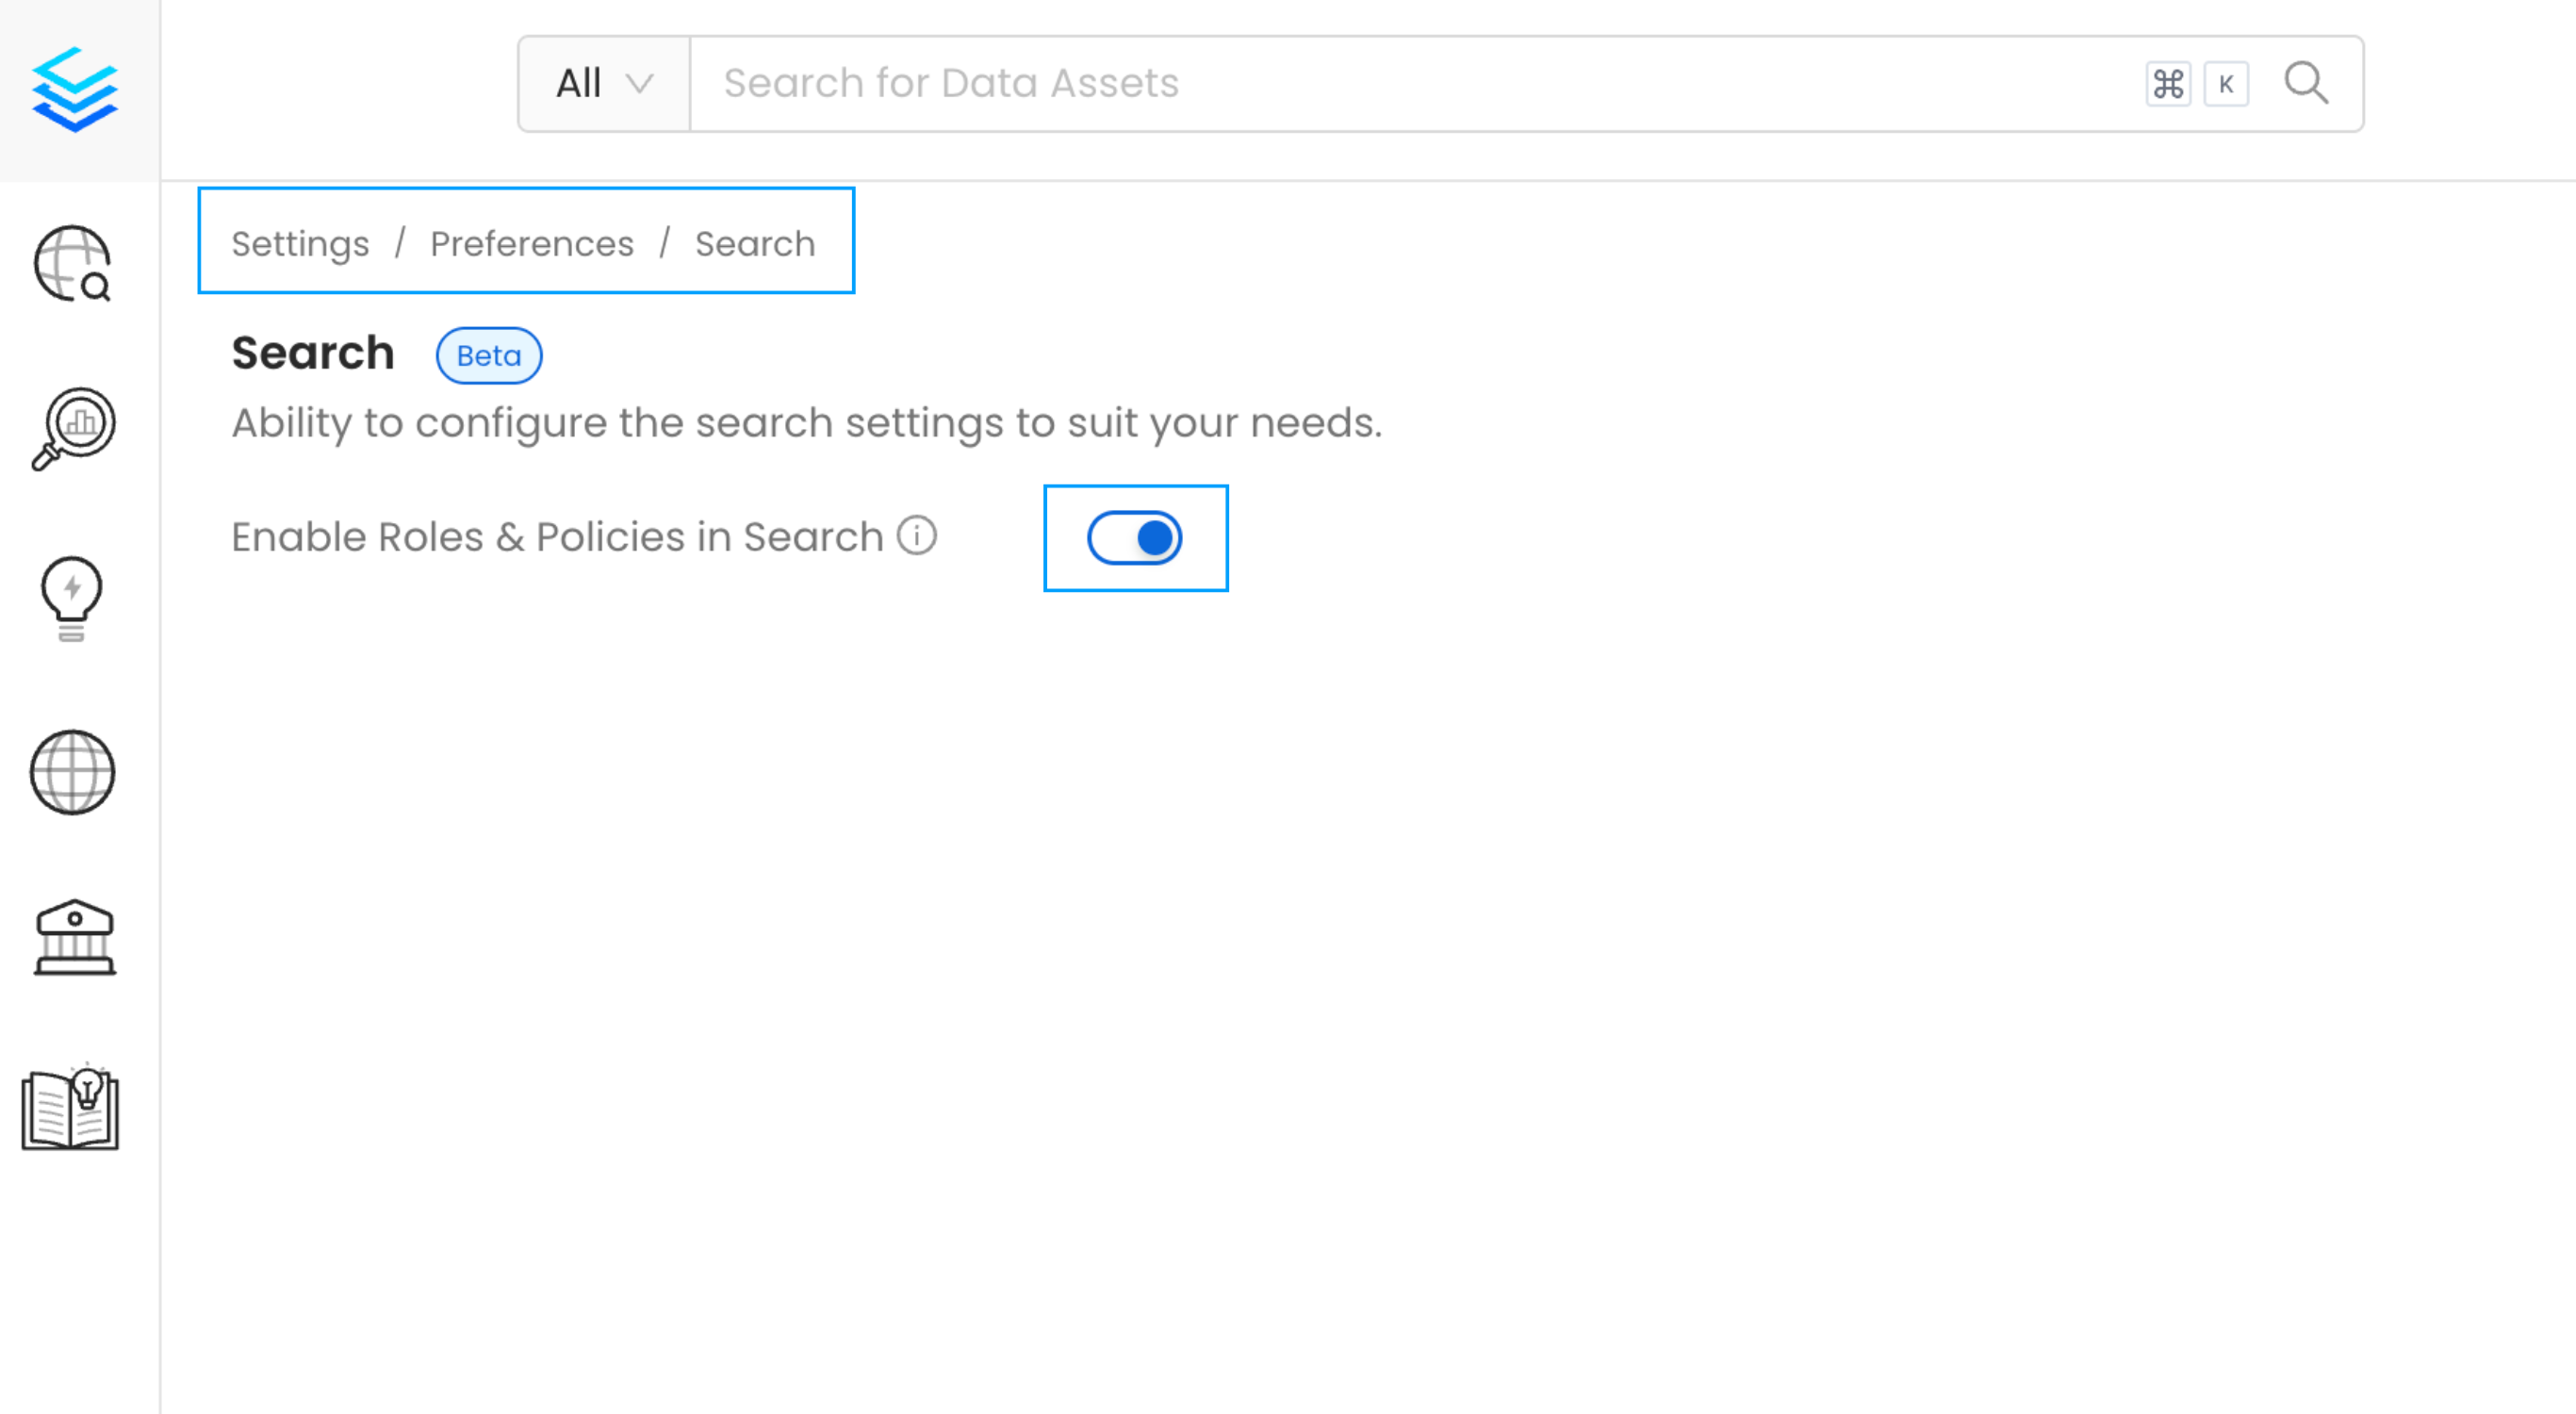 All Search for Data Assets ⌘ K
Settings / Preferences / Search
Search Beta
Ability to configure the search settings to suit your needs.
Enable Roles & Policies in Search